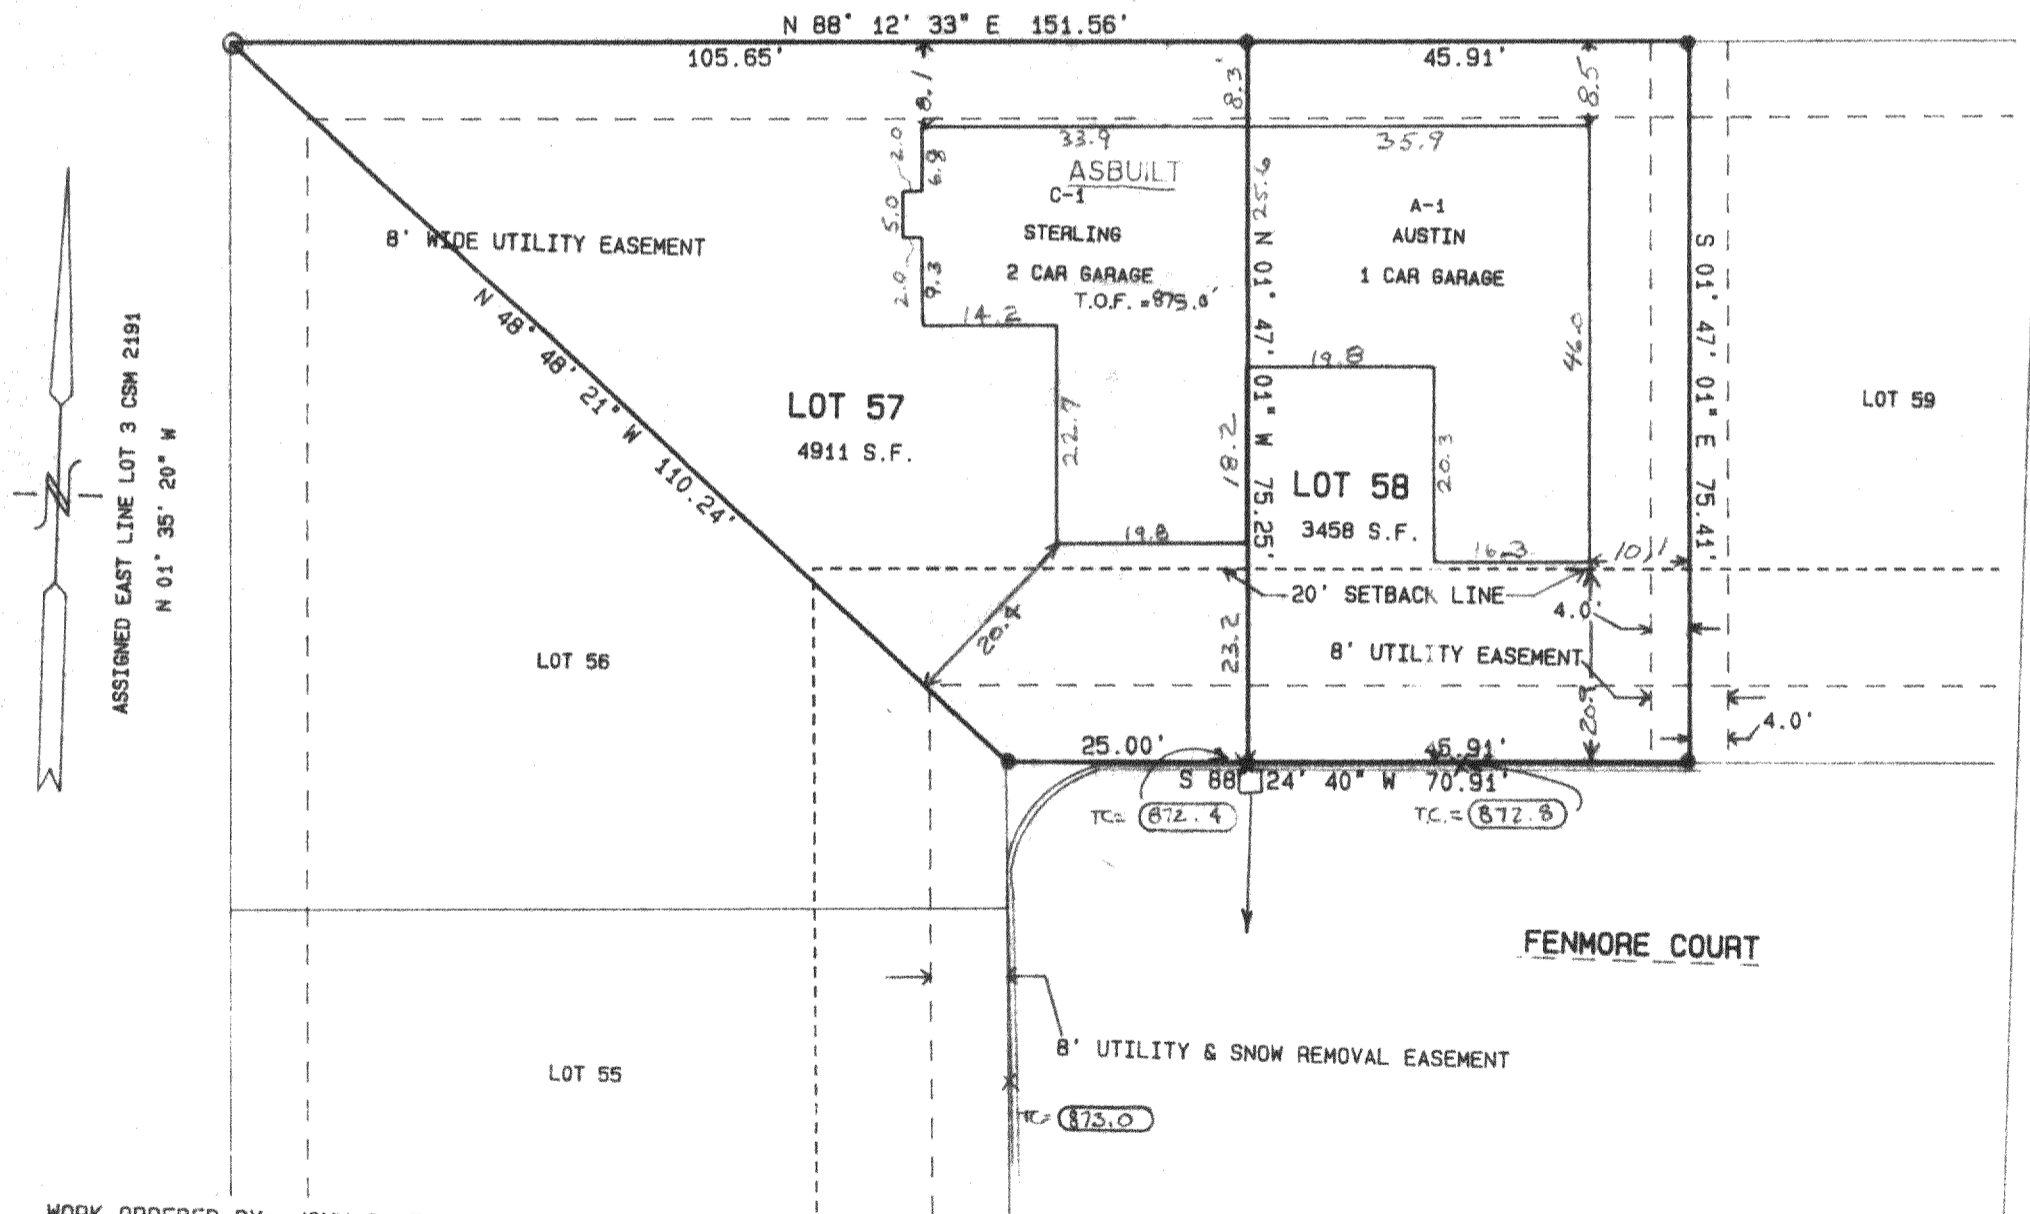 N 88° 12' 33" E 151.56'
105.65'
45.91'
8.1
8.3'
8.5
33.9
35.9
2.0
6.8
5.0
2.0
9.3
ASBUILT
C-1
STERLING
2 CAR GARAGE
T.O.F. = 875.0'
25.6
A-1
AUSTIN
1 CAR GARAGE
8' WIDE UTILITY EASEMENT
14.2
19.8
46.0
N 48° 48' 21" W 110.24'
N 01° 47' 01" W 75.25'
S 01° 47' 01" E 75.41'
ASSIGNED EAST LINE LOT 3 CSM 2191
N 01° 35' 20" W
LOT 57
4911 S.F.
22.7
18.2
20.3
LOT 58
3458 S.F.
LOT 59
19.8
16.3
10.1
20' SETBACK LINE
4.0'
20.4
23.2
8' UTILITY EASEMENT
20.9
4.0'
LOT 56
25.00'
45.91'
S 88° 24' 40" W 70.91'
TC= 872.4
T.C.= 872.8
FENMORE COURT
8' UTILITY & SNOW REMOVAL EASEMENT
LOT 55
TC= 873.0
WORK ORDERED BY